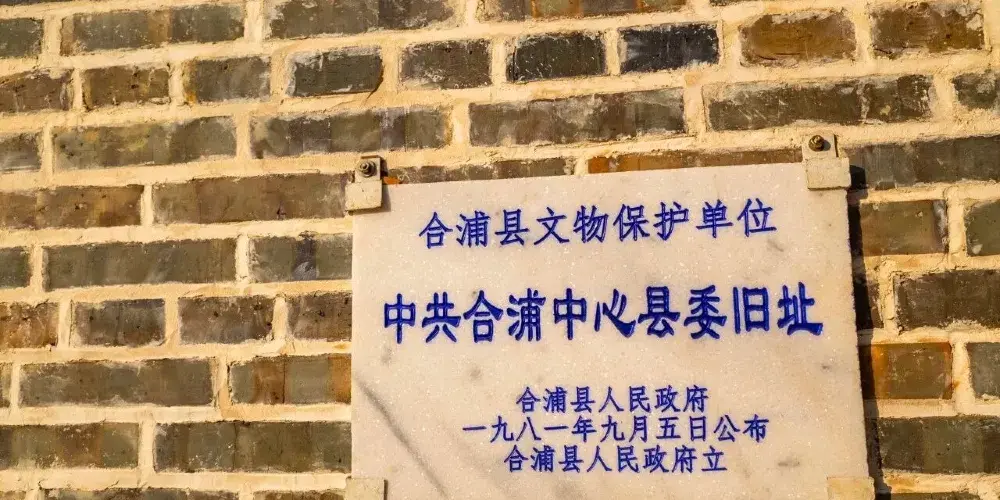 合浦县文物保护单位
中共合浦中心县委旧址
合浦县人民政府
一九八一年九月五日公布
合浦县人民政府立